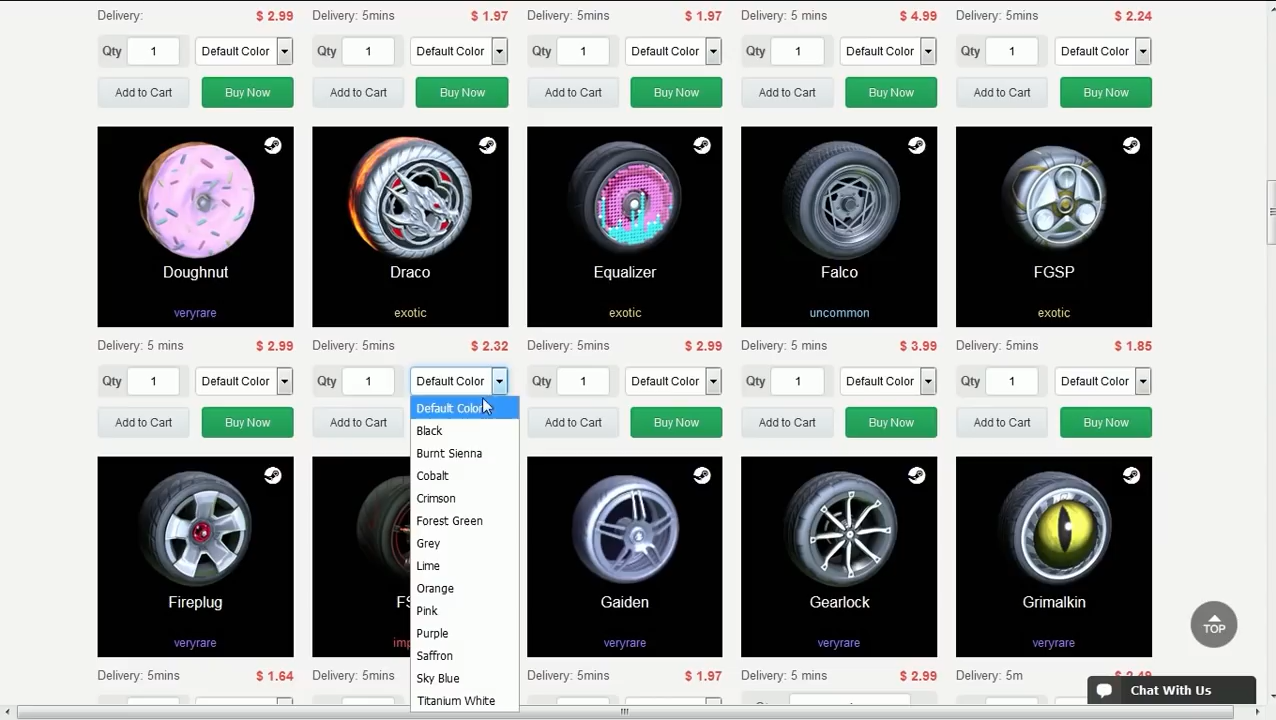 Delivery: $ 2.99 Delivery: 5mins $ 1.97 Delivery: 5mins $ 1.97 Delivery: 5 mins $ 4.99 Delivery: 5mins $ 2.24
Qty 1 Default Color Qty 1 Default Color Qty 1 Default Color Qty 1 Default Color Qty 1 Default Color
Add to Cart Buy Now Add to Cart Buy Now Add to Cart Buy Now Add to Cart Buy Now Add to Cart Buy Now
Doughnut Draco Equalizer Falco FGSP
veryrare exotic exotic uncommon exotic
Delivery: 5 mins $ 2.99 Delivery: 5mins $ 2.32 Delivery: 5mins $ 2.99 Delivery: 5 mins $ 3.99 Delivery: 5mins $ 1.85
Qty 1 Default Color Qty 1 Default Color Qty 1 Default Color Qty 1 Default Color Qty 1 Default Color
Add to Cart Buy Now Add to Cart Add to Cart Buy Now Add to Cart Buy Now Add to Cart Buy Now
Default Color
Black
Burnt Sienna
Cobalt
Crimson
Forest Green
Grey
Lime
Orange
Pink
Purple
Saffron
Sky Blue
Titanium White
Fireplug FS Gaiden Gearlock Grimalkin
veryrare imp veryrare veryrare veryrare
Delivery: 5mins $ 1.64 Delivery: 5mins $ 1.97 Delivery: 5mins $ 2.99 Delivery: 5m
TOP
Chat With Us